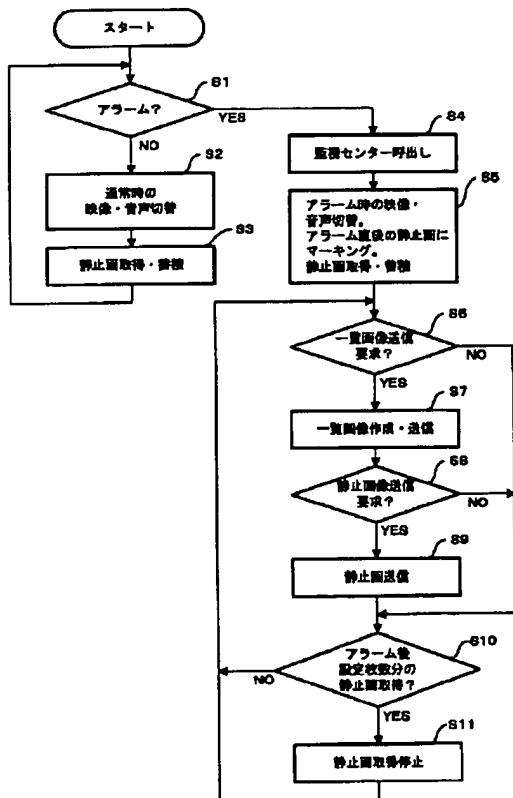 スタート
S1
アラーム?
YES
NO
S2
通常時の
映像・音声切替
S3
静止画取得・蓄積
S4
監視センター呼出し
S5
アラーム時の映像・
音声切替。
アラーム直後の静止画に
マーキング。
静止画取得・蓄積
S6
一覧画像送信
要求?
NO
YES
S7
一覧画像作成・送信
S8
静止画像送信
要求?
NO
YES
S9
静止画送信
S10
アラーム後
設定枚数分の
静止画取得?
NO
YES
S11
静止画取得停止